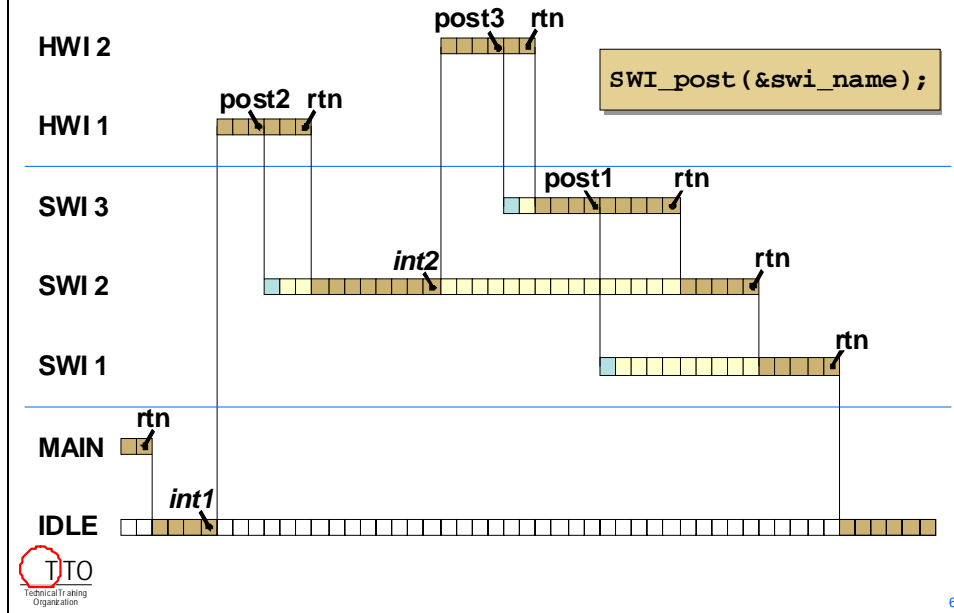 post3 rtn
HWI 2
SWI_post(&swi_name);
post2 rtn
HWI 1
post1 rtn
SWI 3
int2 rtn
SWI 2
rtn
SWI 1
rtn
MAIN
int1
IDLE
TTO
Technical Training
Organization
6